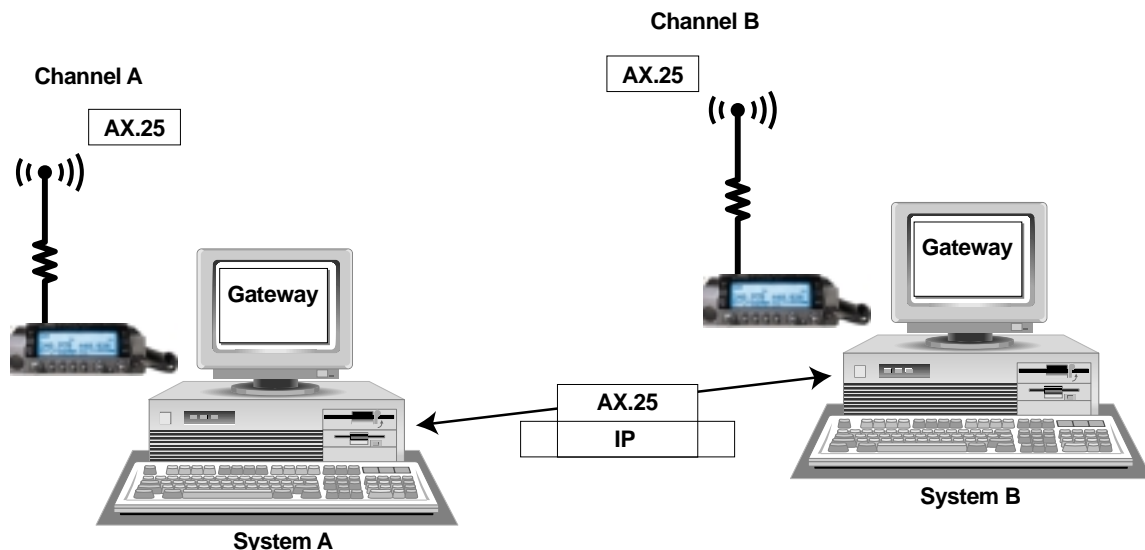 Channel B
Channel A
AX.25
AX.25
Gateway
Gateway
AX.25
IP
System B
System A